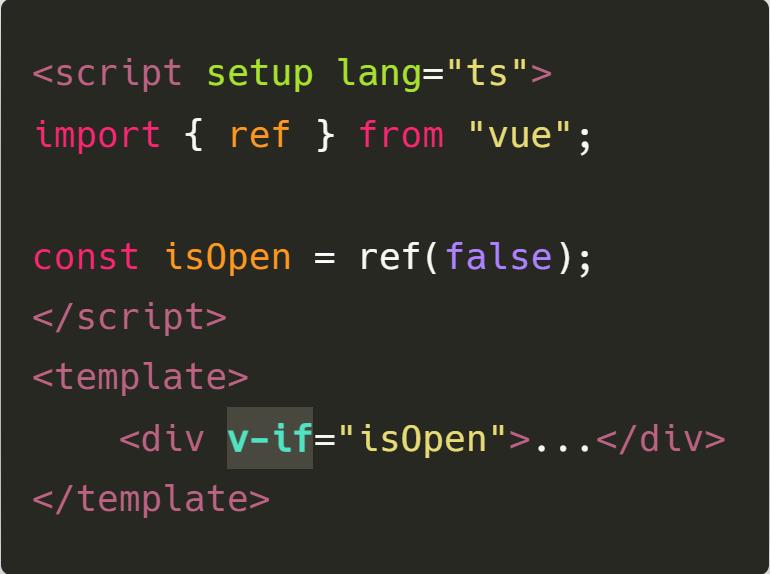 <script setup lang="ts">
import { ref } from "vue";

const isOpen = ref(false);
</script>
<template>
    <div v-if="isOpen">...</div>
</template>